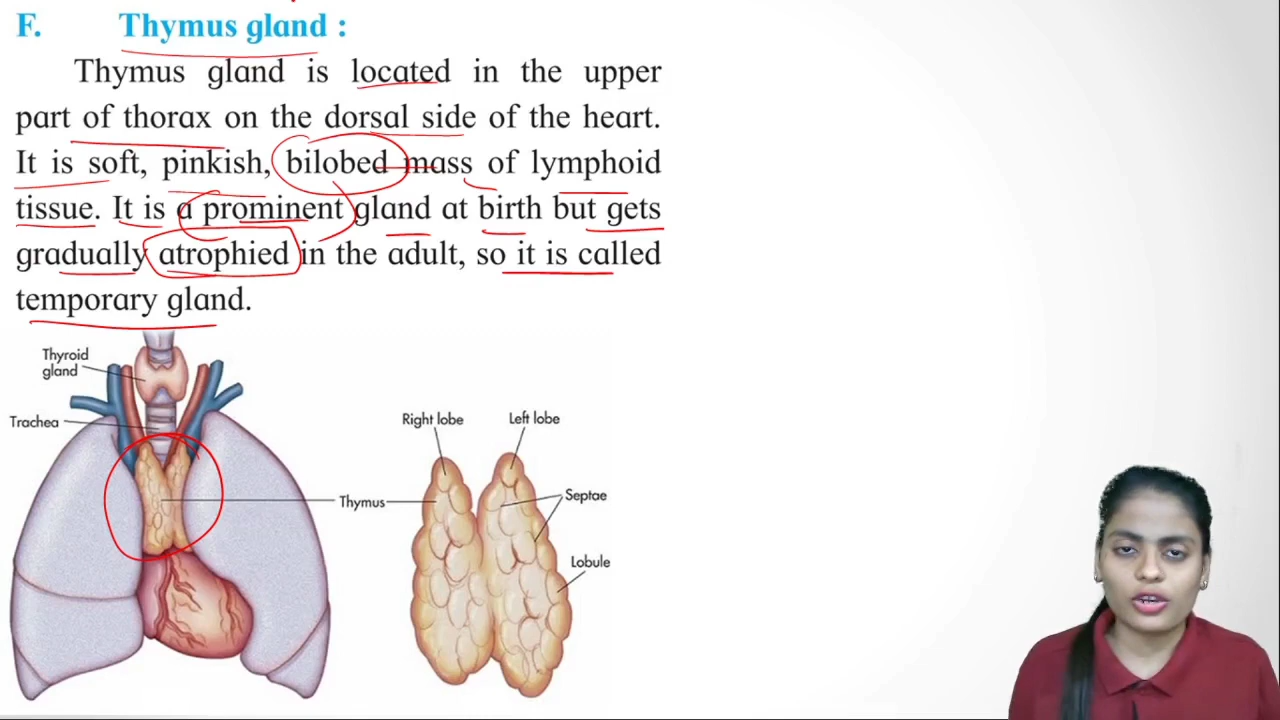 F. Thymus gland :
Thymus gland is located in the upper
part of thorax on the dorsal side of the heart.
It is soft, pinkish, bilobed mass of lymphoid
tissue. It is a prominent gland at birth but gets
gradually atrophied in the adult, so it is called
temporary gland.
Thyroid
gland
Trachea
Right lobe
Left lobe
Thymus
Septae
Lobule